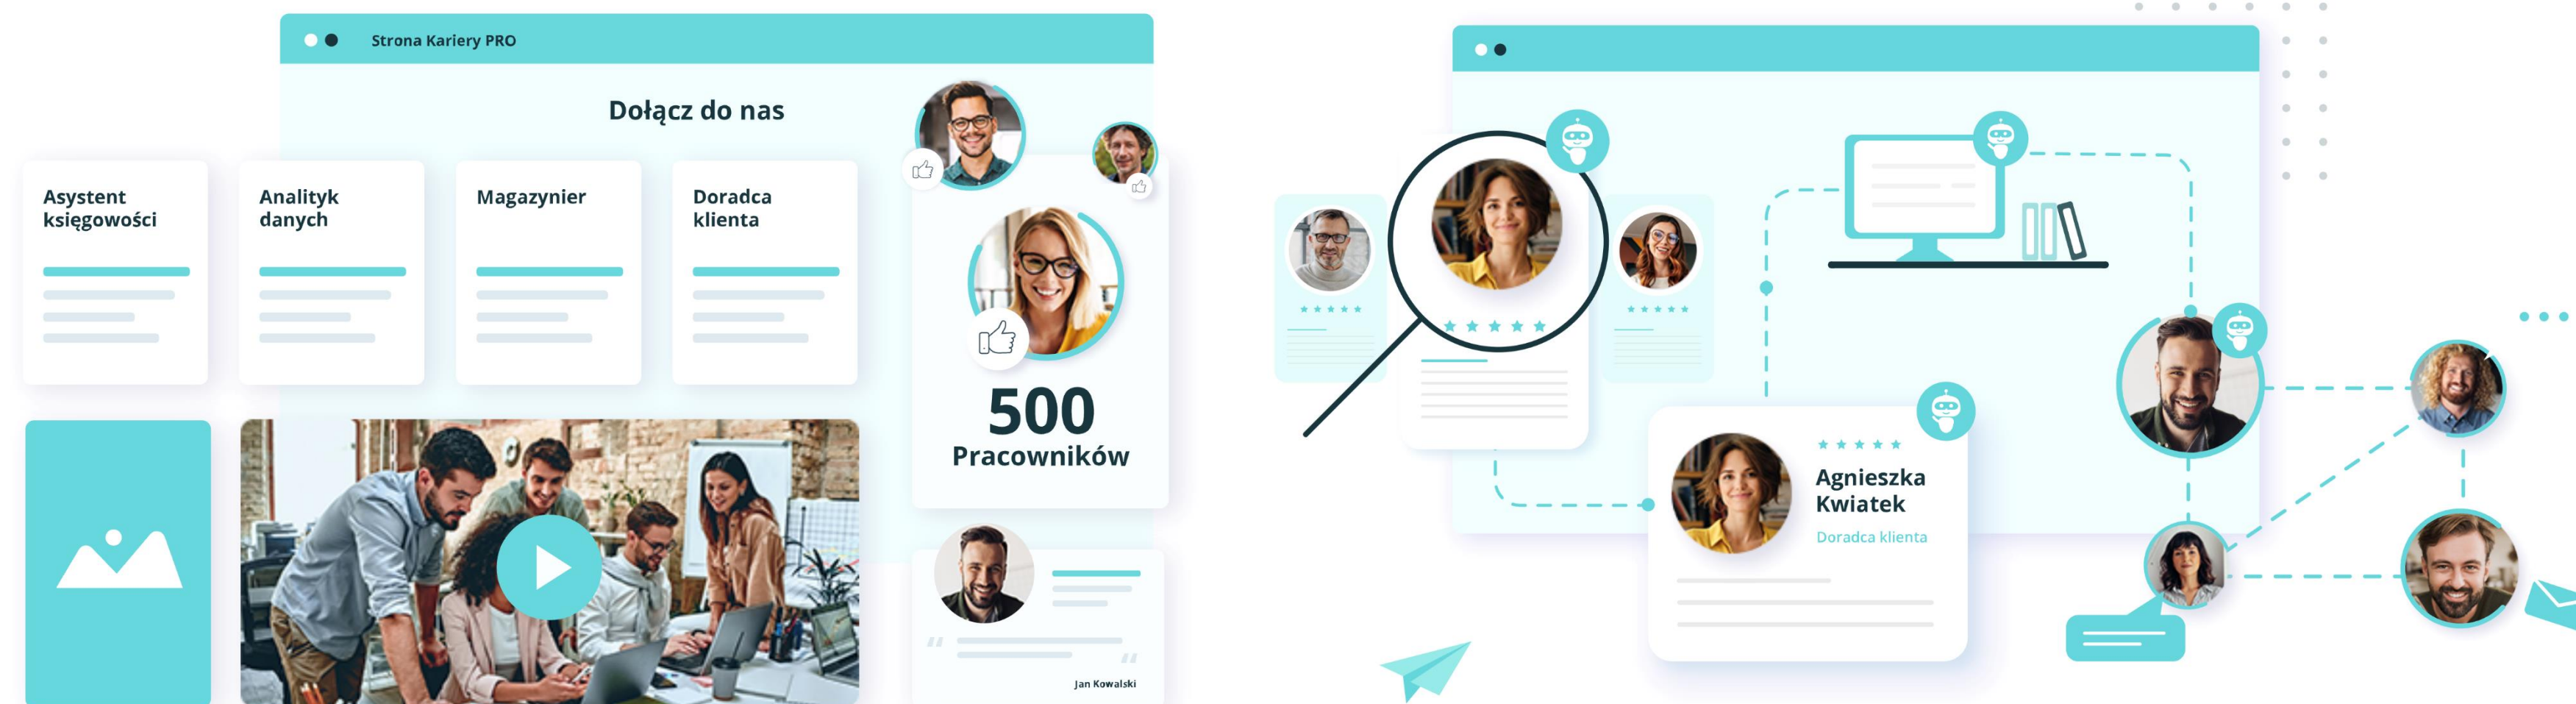 Strona Kariery PRO
Dołącz do nas
Asystent
księgowości
Analityk
danych
Magazynier
Doradca
klienta
500
Pracowników
Jan Kowalski
Agnieszka
Kwiatek
Doradca klienta